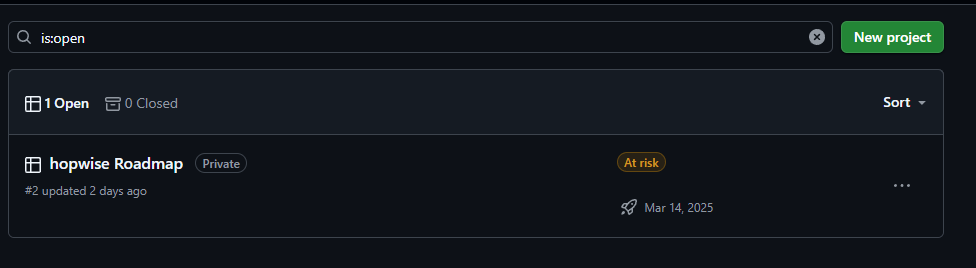 is:open
New project
1 Open
0 Closed
Sort
hopwise Roadmap
Private
At risk
#2 updated 2 days ago
Mar 14, 2025